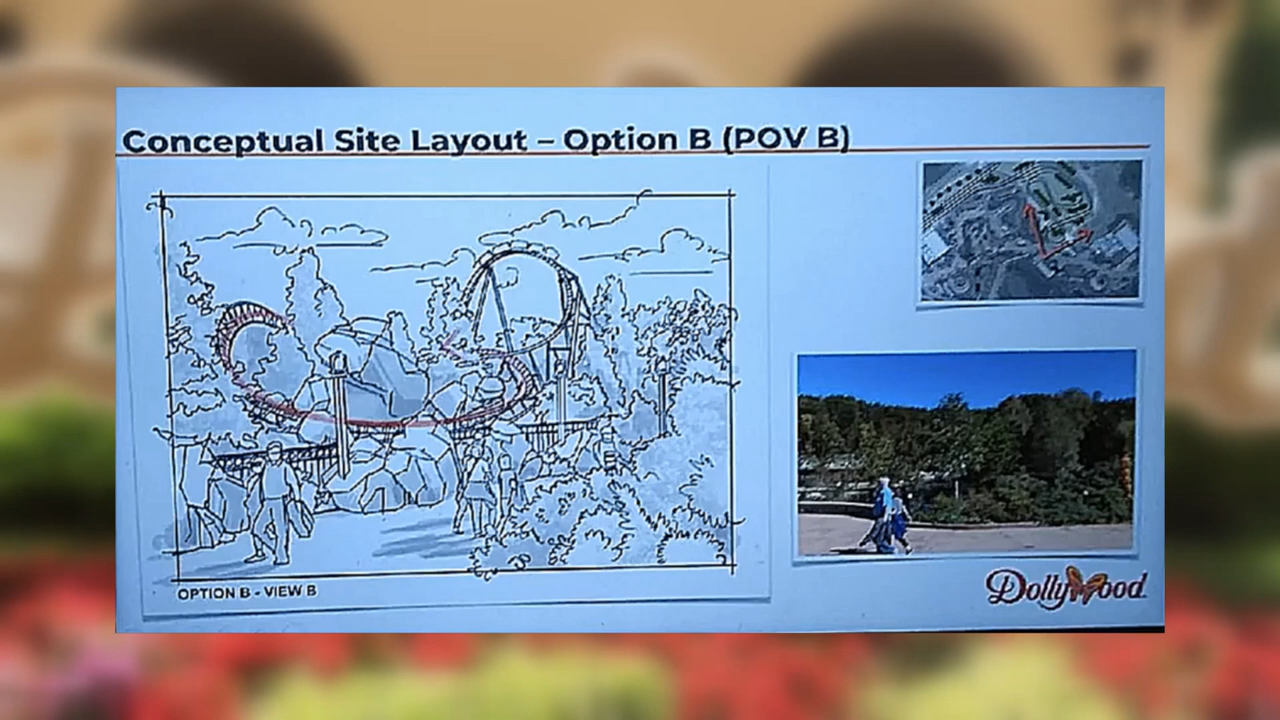 Conceptual Site Layout – Option B (POV B)
OPTION B - VIEW B
Dollywood